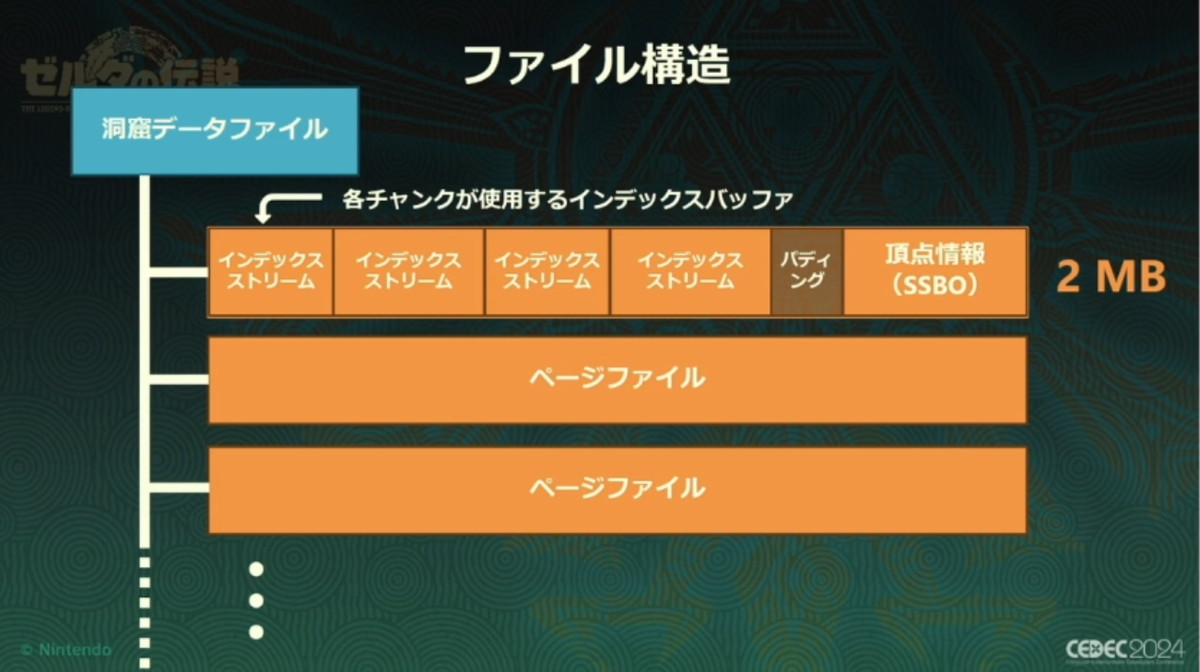 ファイル構造
ゼルダの伝説
洞窟データファイル
各チャンクが使用するインデックスバッファ
インデックス
ストリーム
インデックス
ストリーム
インデックス
ストリーム
インデックス
ストリーム
パディ
ング
頂点情報
（SSBO）
2 MB
ページファイル
ページファイル
© Nintendo
CEDEC2024